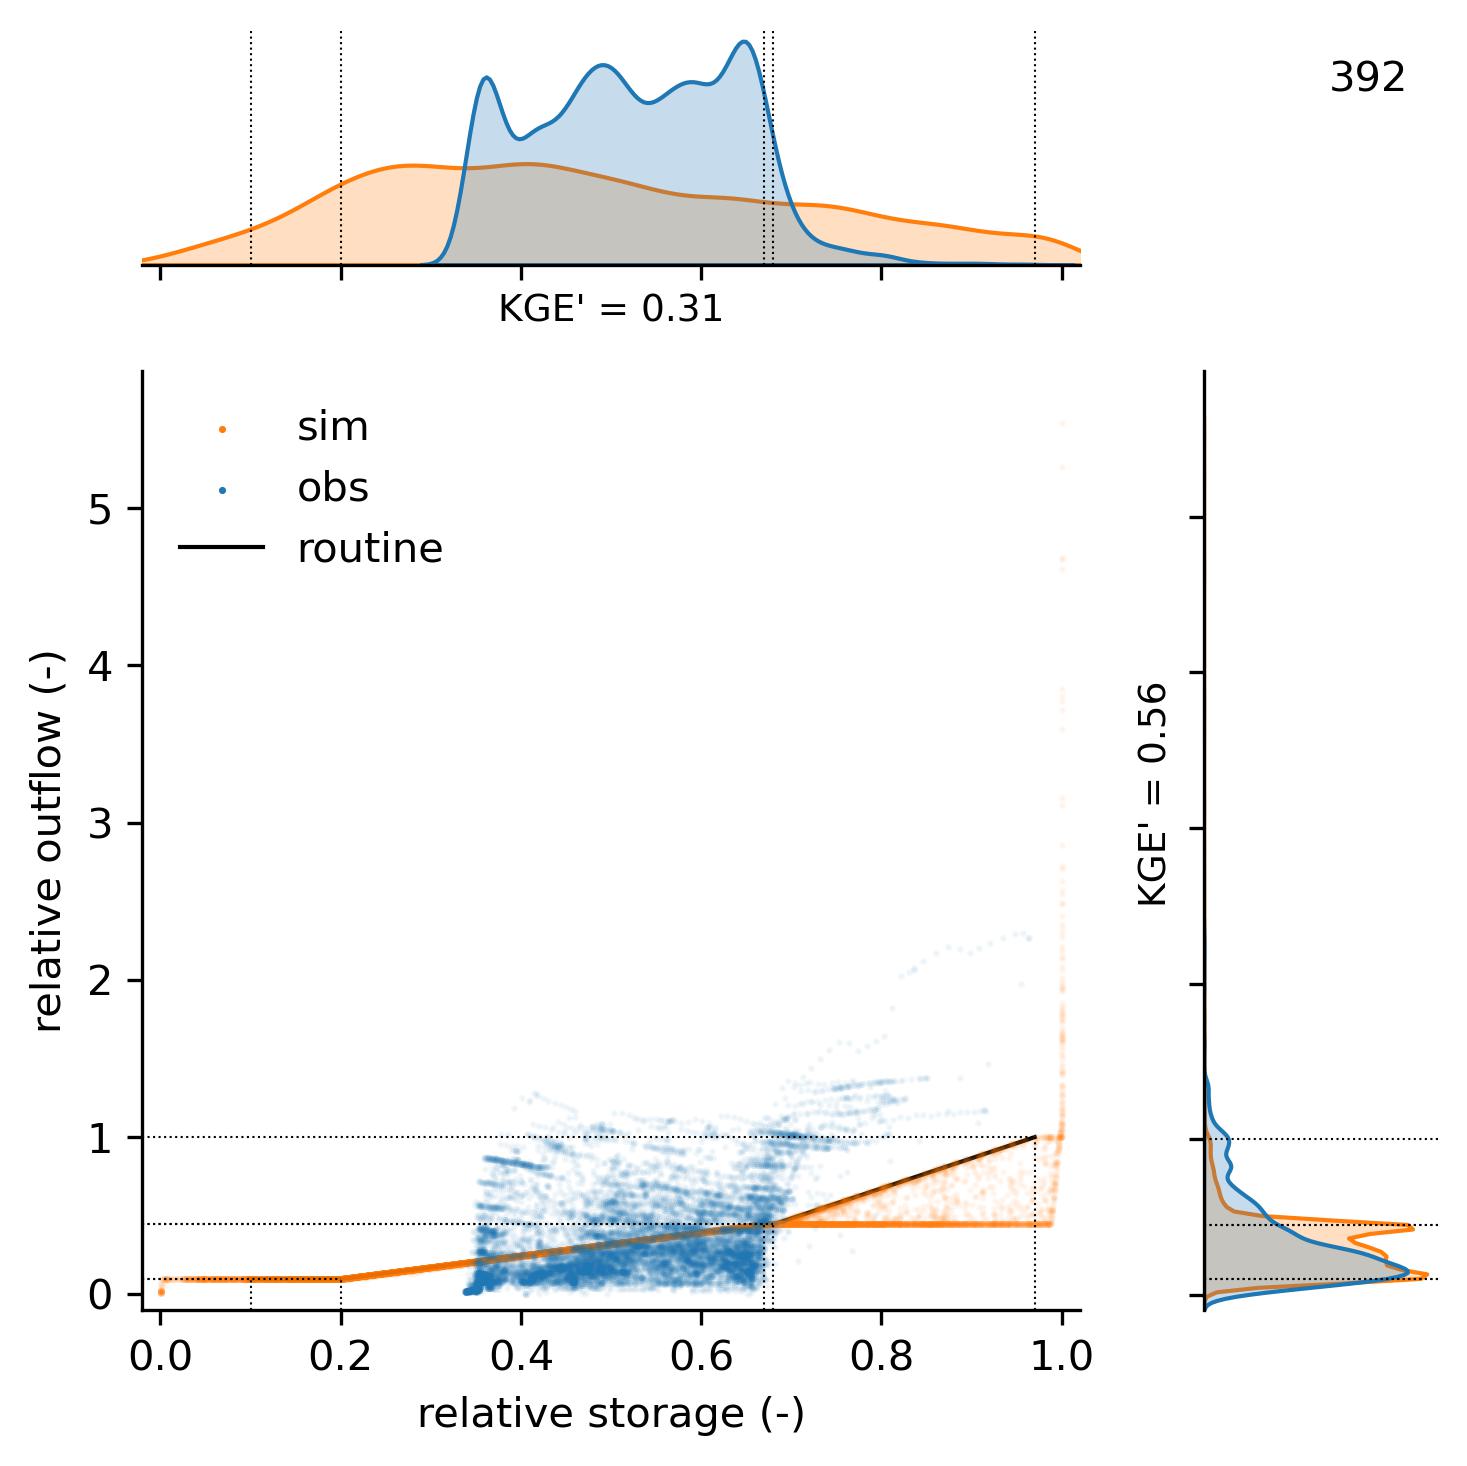 392
KGE' = 0.31
sim
obs
routine
relative outflow (-)
5
4
3
2
1
0
KGE' = 0.56
0.0 0.2 0.4 0.6 0.8 1.0
relative storage (-)